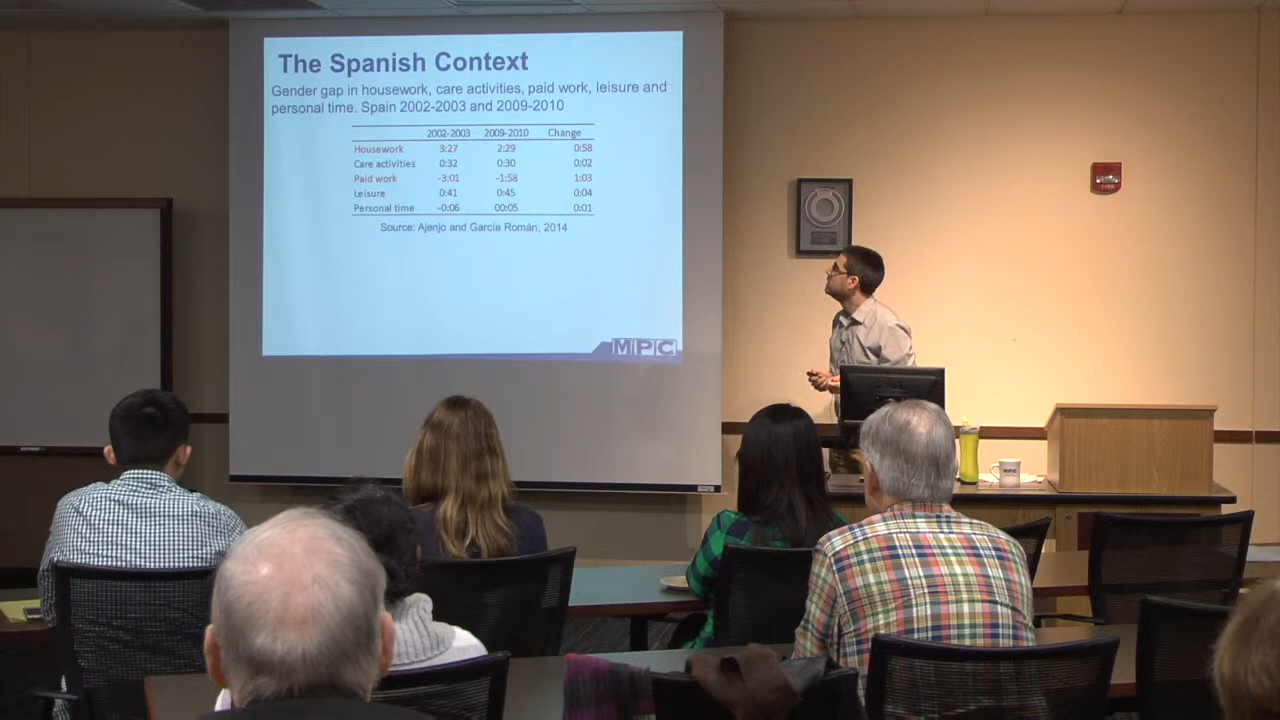 The Spanish Context
Gender gap in housework, care activities, paid work, leisure and
personal time. Spain 2002-2003 and 2009-2010
2002-2003 2009-2010 Change
Housework 3:27 2:29 0:58
Care activities 0:32 0:30 0:02
Paid work -3:01 -1:58 1:03
Leisure 0:41 0:45 0:04
Personal time -0:06 00:05 0:01
Source: Ajenjo and García Román, 2014
MPC
FIRE
MPC